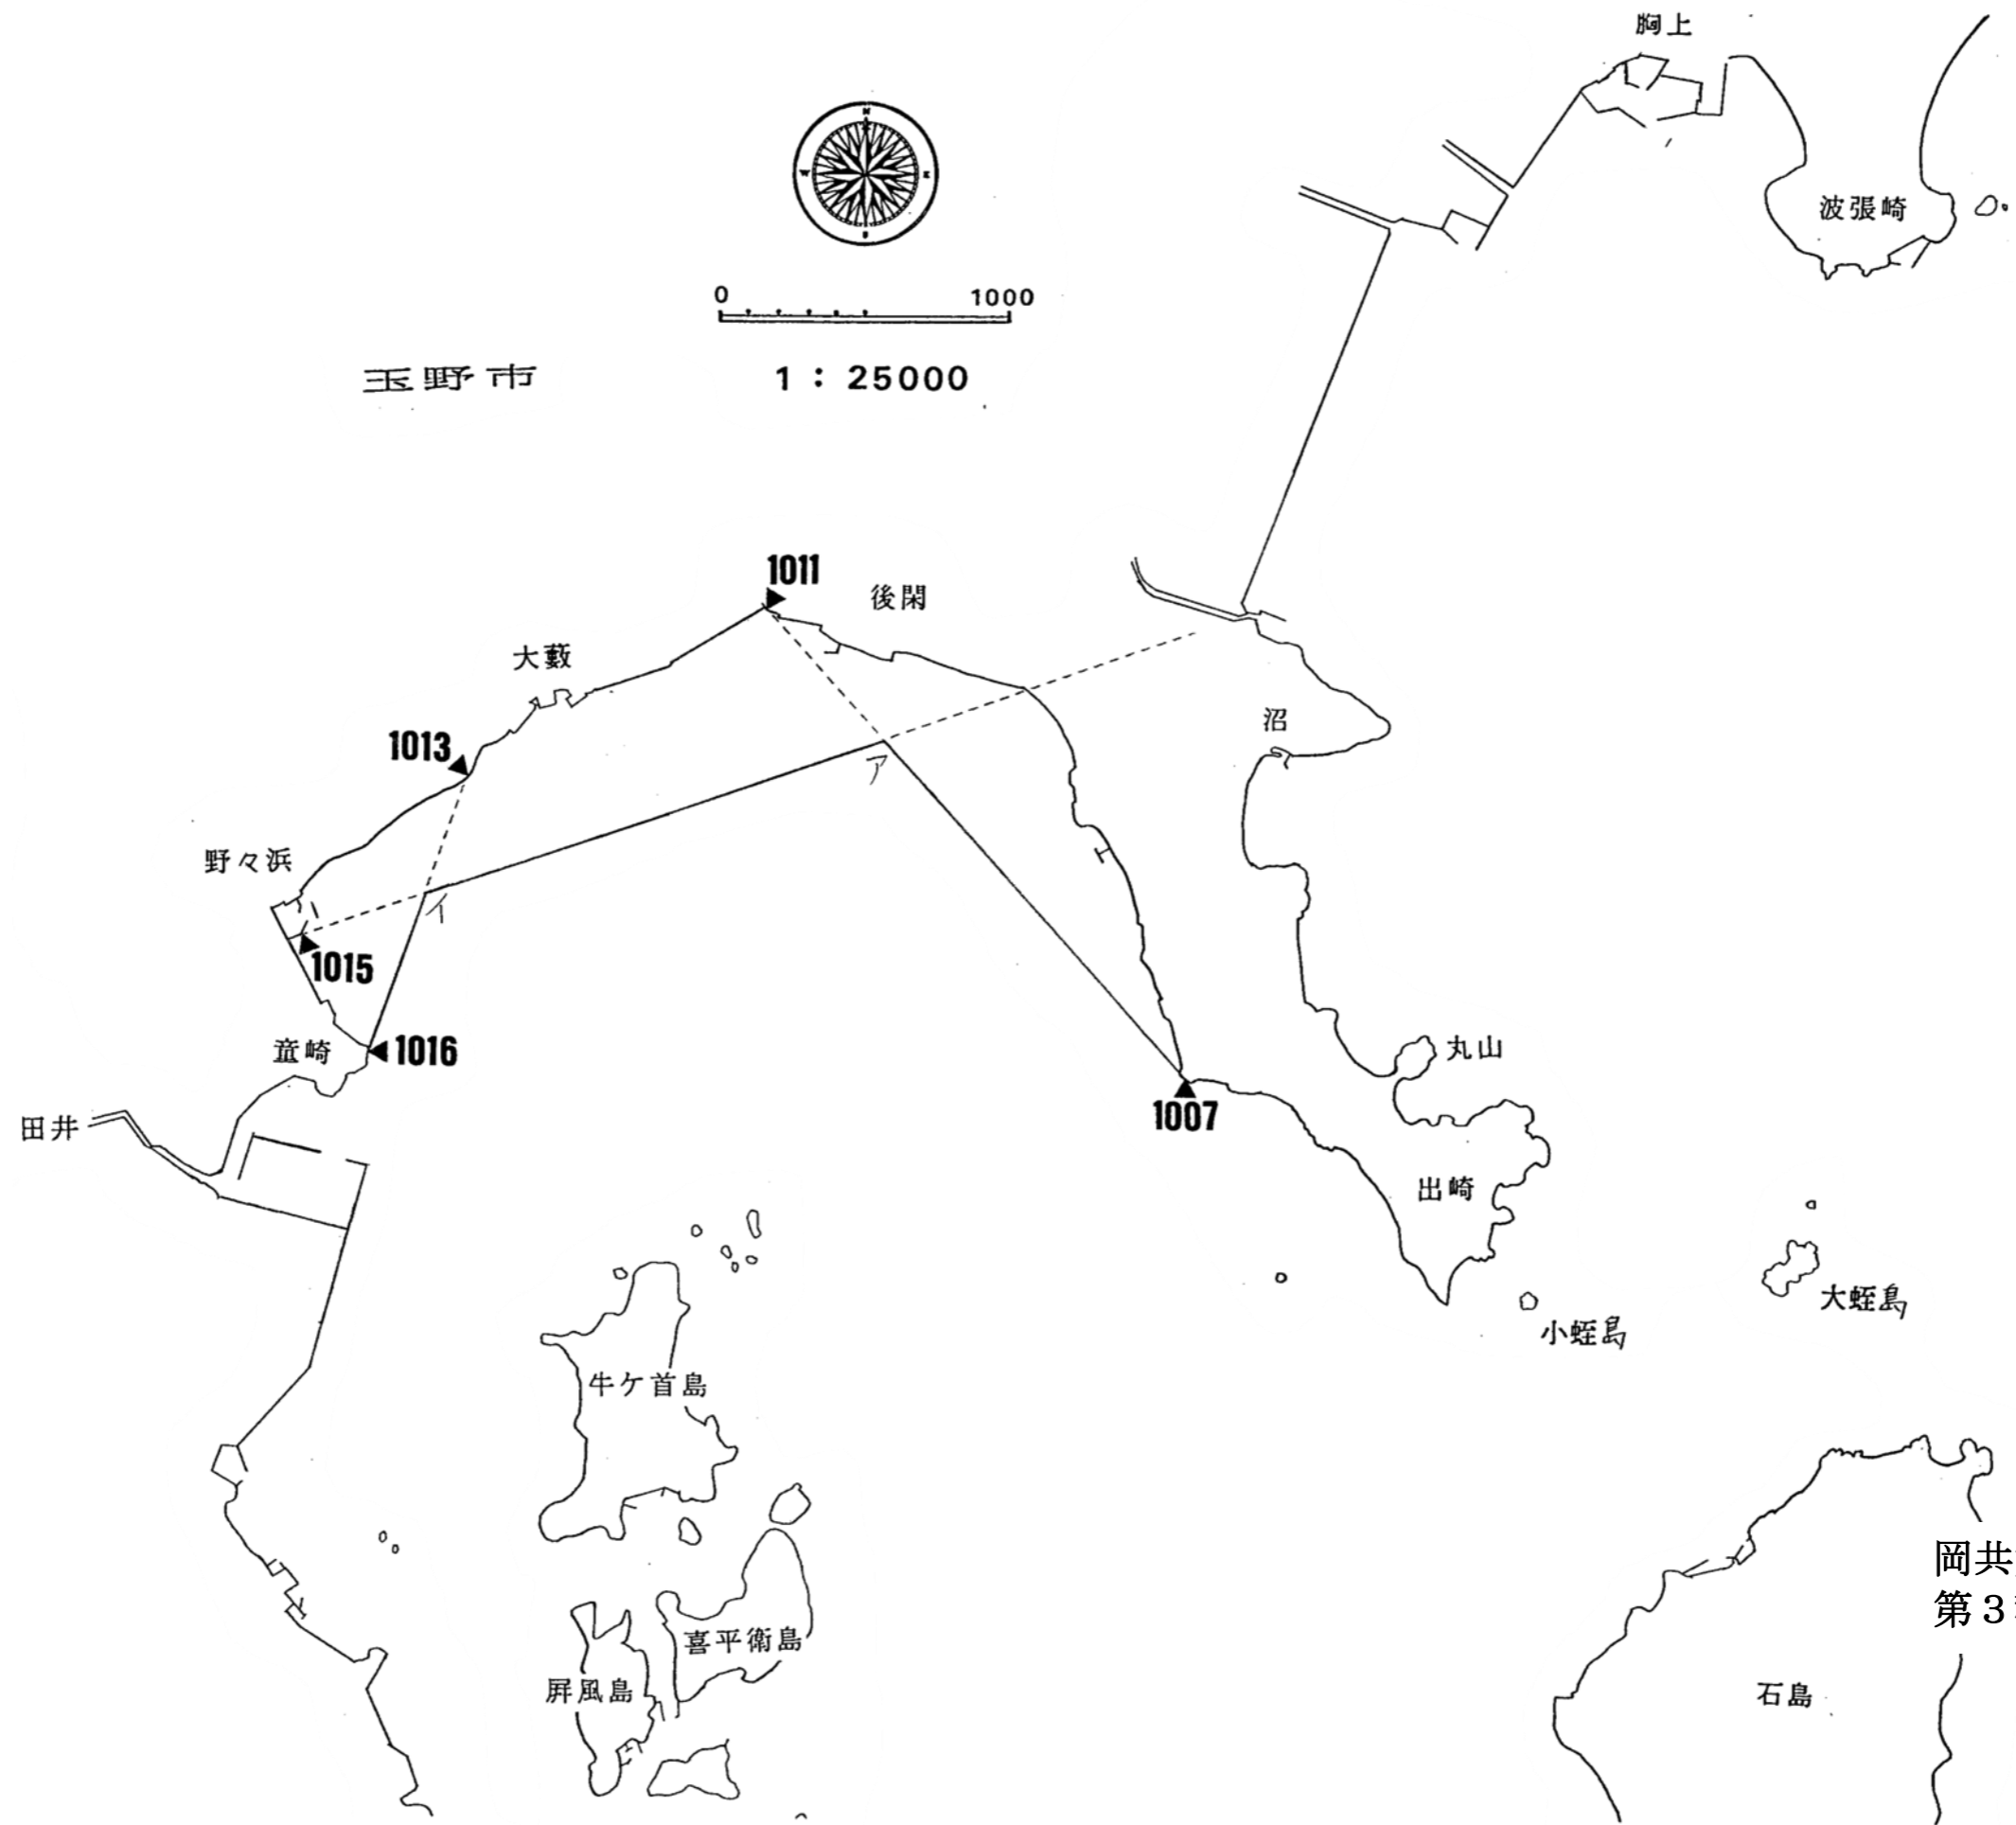 胸上
N
波張崎
0 1000
玉野市
1 : 25000
1011
後閑
大藪
1013
沼
ア
野々浜
イ
1015
1016
丸山
1007
田井
出崎
大蛭島
小蛭島
牛ケ首島
岡共
第3
喜平衛島
屏風島
石島